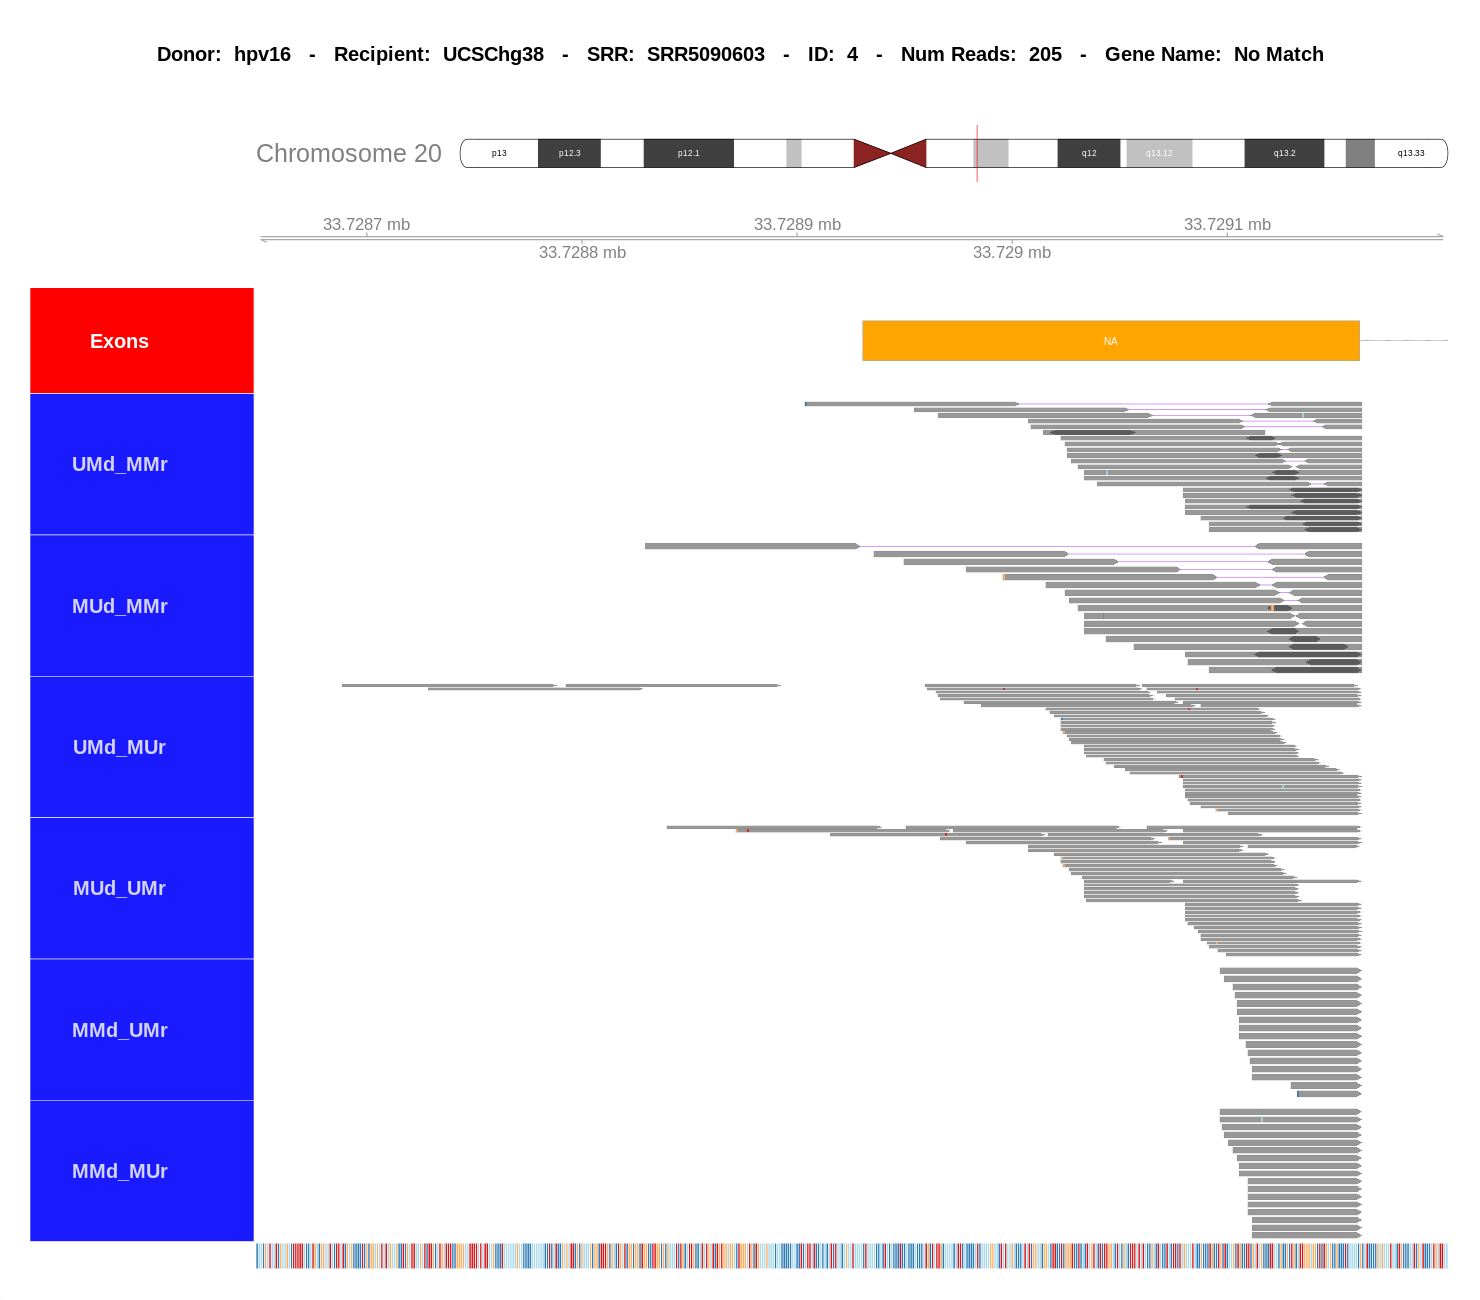 Donor: hpv16 - Recipient: UCSChg38 - SRR: SRR5090603 - ID: 4 - Num Reads: 205 - Gene Name: No Match
Chromosome 20
p13 p12.3 p12.1 q12 q13.12 q13.2 q13.33
33.7287 mb 33.7289 mb 33.7291 mb
33.7288 mb 33.729 mb
Exons
NA
UMd_MMr
MUd_MMr
UMd_MUr
MUd_UMr
MMd_UMr
MMd_MUr